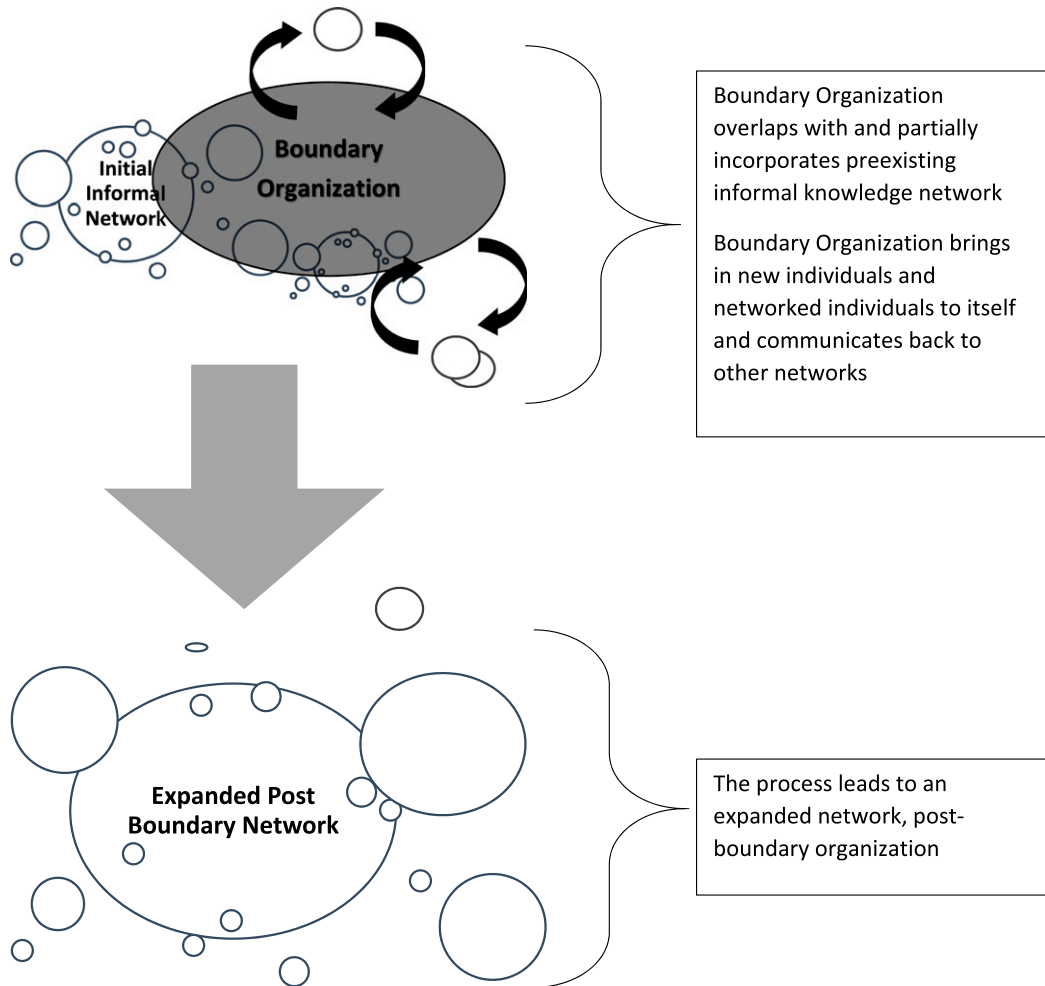 Initial
Informal
Network
Boundary
Organization
Boundary Organization
overlaps with and partially
incorporates preexisting
informal knowledge network
Boundary Organization brings
in new individuals and
networked individuals to itself
and communicates back to
other networks
Expanded Post
Boundary Network
The process leads to an
expanded network, post-
boundary organization